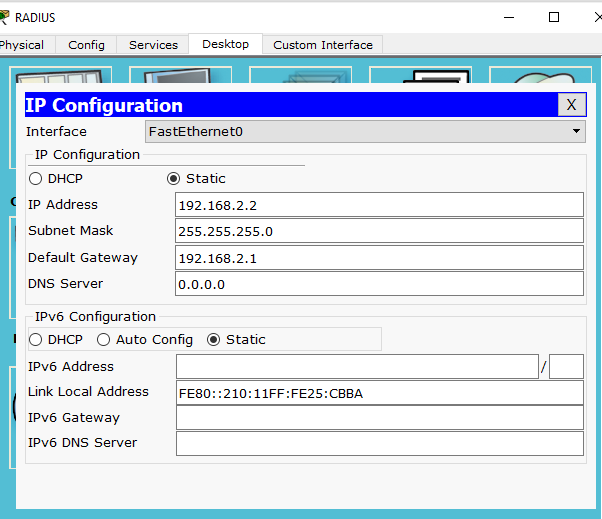 RADIUS
Physical Config Services Desktop Custom Interface
IP Configuration X
Interface FastEthernet0
IP Configuration
DHCP Static
IP Address 192.168.2.2
Subnet Mask 255.255.255.0
Default Gateway 192.168.2.1
DNS Server 0.0.0.0
IPv6 Configuration
DHCP Auto Config Static
IPv6 Address /
Link Local Address FE80::210:11FF:FE25:CBBA
IPv6 Gateway
IPv6 DNS Server